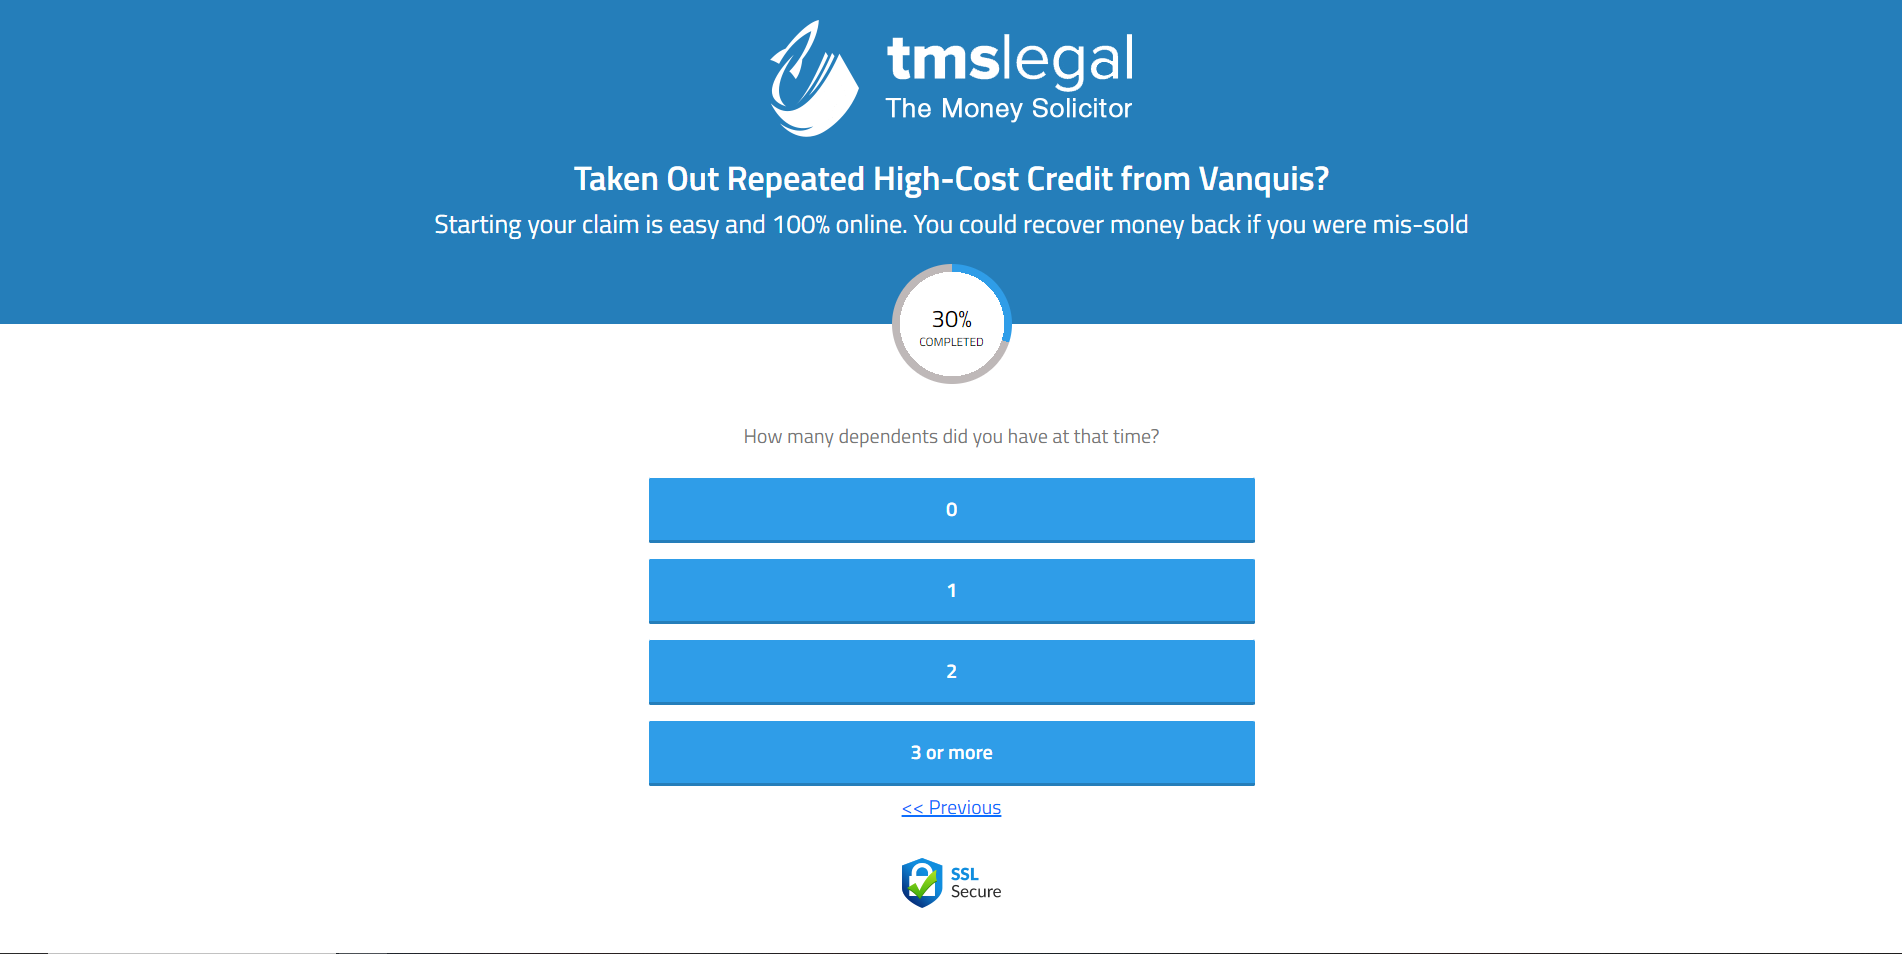 tmslegal
The Money Solicitor
Taken Out Repeated High-Cost Credit from Vanquis?
Starting your claim is easy and 100% online. You could recover money back if you were mis-sold
30%
COMPLETED
How many dependents did you have at that time?
0
1
2
3 or more
<< Previous
SSL
Secure